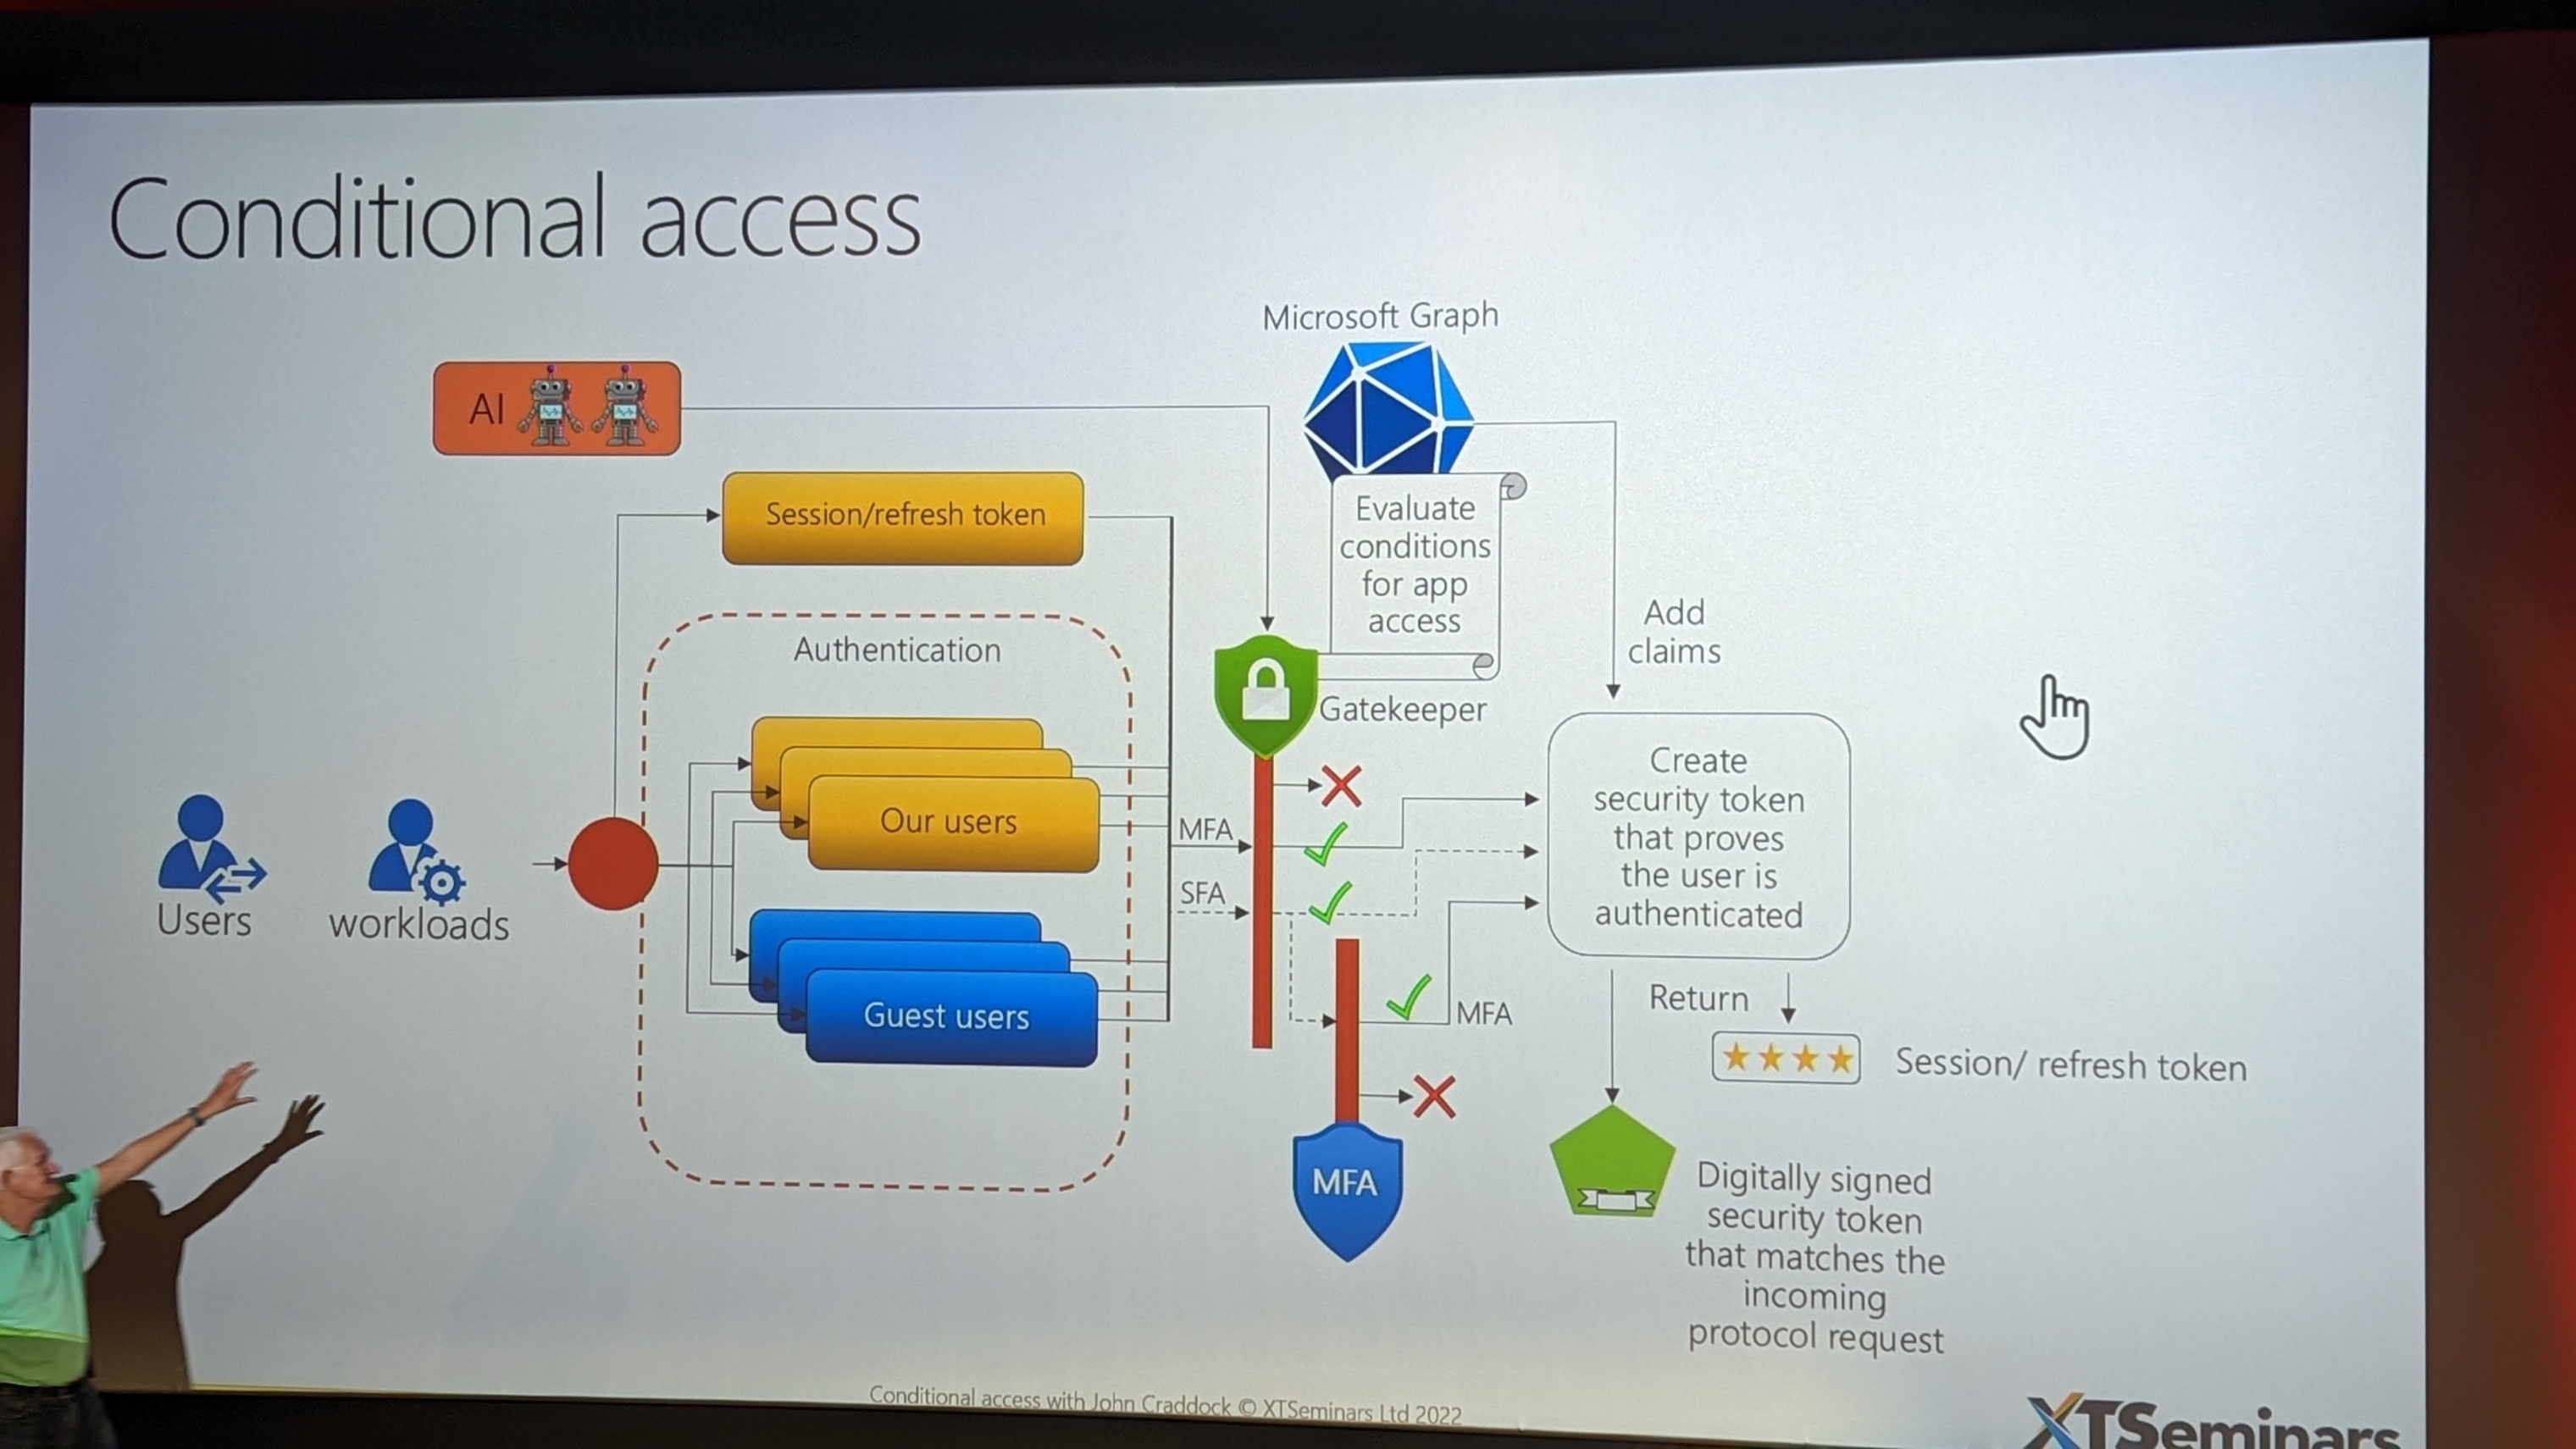 Conditional access
Microsoft Graph
AI
Session/refresh token
Evaluate
conditions
for app
access
Add
claims
Authentication
Gatekeeper
Create
security token
that proves
the user is
authenticated
Our users
MFA
SFA
Users
workloads
Guest users
MFA
Return
Session/ refresh token
MFA
Digitally signed
security token
that matches the
incoming
protocol request
Conditional access with John Craddock © XTSeminars Ltd 2022
XTSeminars